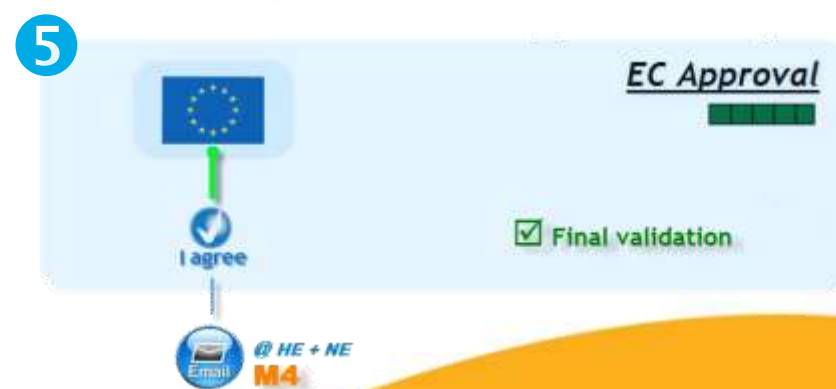 5
EC Approval
I agree
Final validation
Email
@ HE + NE
M4